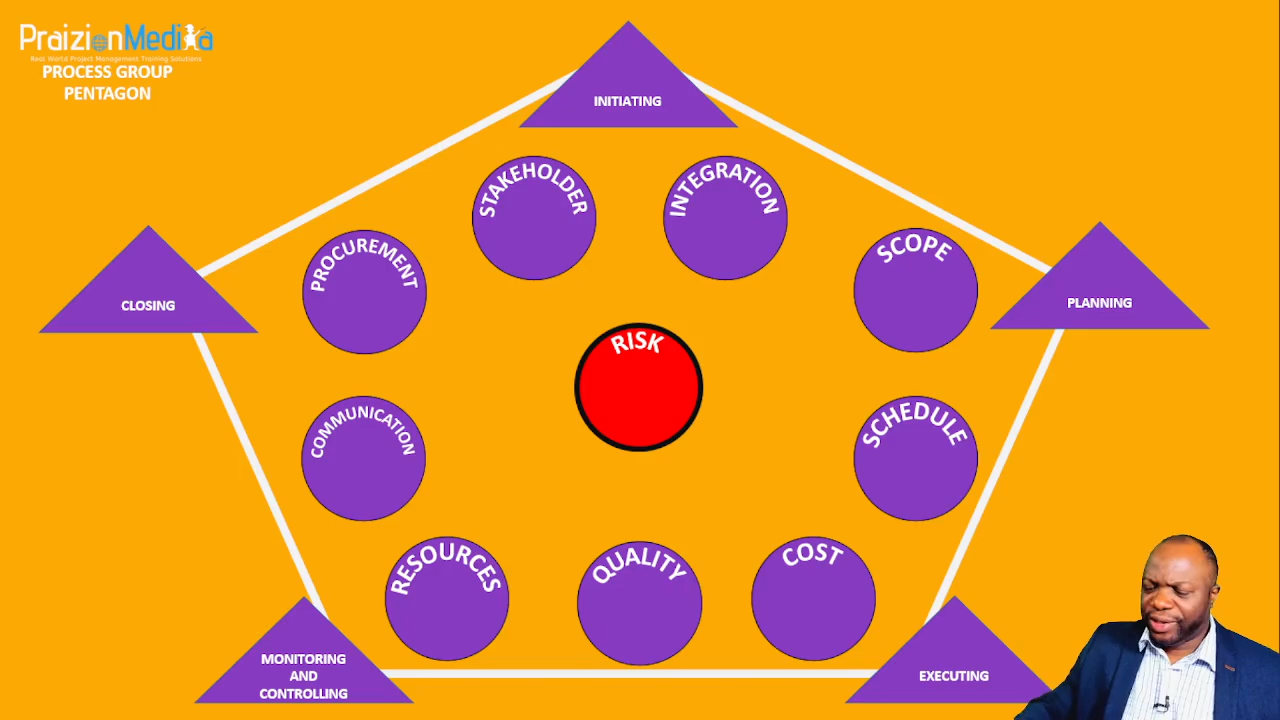 PraizionMedia
Real World Project Management Training Solutions
PROCESS GROUP
PENTAGON
INITIATING
STAKEHOLDER
INTEGRATION
PROCUREMENT
SCOPE
CLOSING
PLANNING
RISK
COMMUNICATION
SCHEDULE
RESOURCES
QUALITY
COST
MONITORING
AND
CONTROLLING
EXECUTING